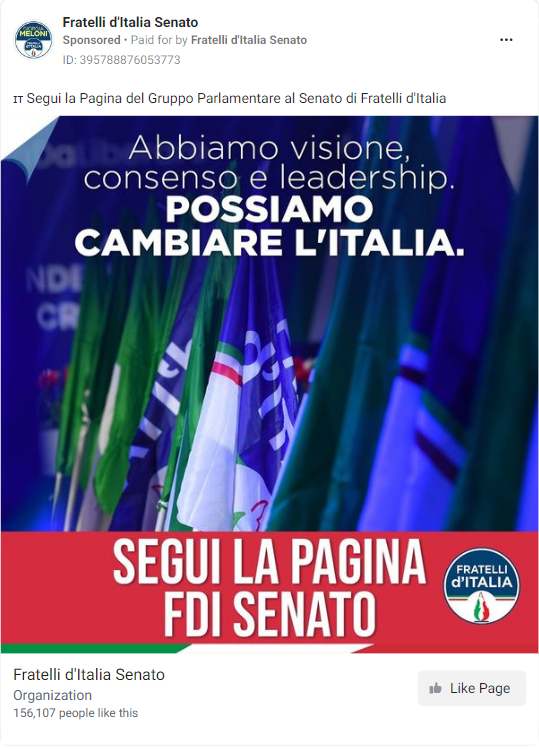 Fratelli d'Italia Senato
Sponsored • Paid for by Fratelli d'Italia Senato
ID: 395788876053773
IT Segui la Pagina del Gruppo Parlamentare al Senato di Fratelli d'Italia
Abbiamo visione,
consenso e leadership.
POSSIAMO
CAMBIARE L'ITALIA.
SEGUI LA PAGINA
FDI SENATO
FRATELLI
d'ITALIA
Fratelli d'Italia Senato
Organization
156,107 people like this
Like Page